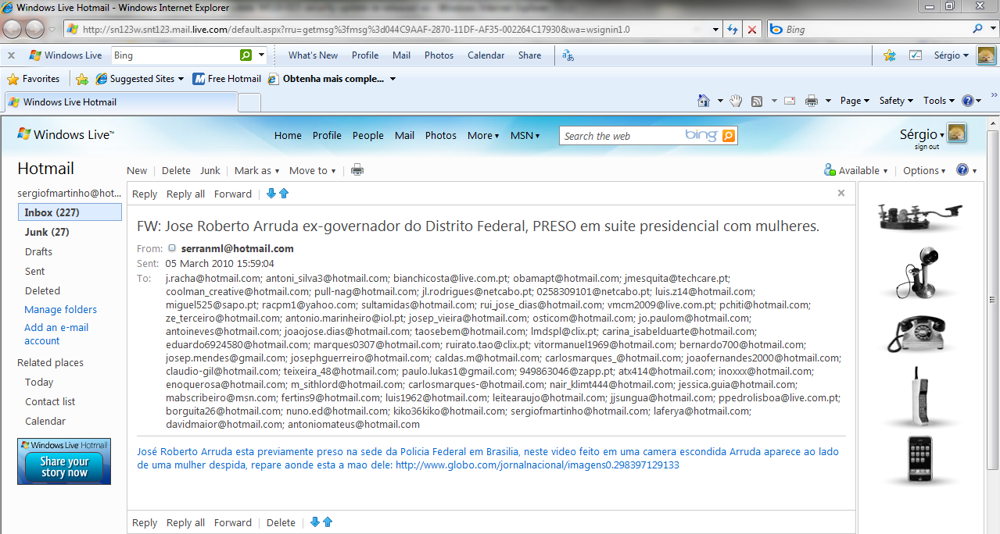 Windows Live Hotmail - Windows Internet Explorer
http://sn123w.snt123.mail.live.com/default.aspx?rru=getmsg%3fmsg%3d044C9AAF-2870-11DF-AF35-002264C17930&wa=wsignin1.0
Bing
Windows Live Bing What's New Profile Mail Photos Calendar Share Sérgio
Favorites Suggested Sites Free Hotmail Obtenha mais comple...
Windows Live Hotmail Page Safety Tools
Windows Live™ Home Profile People Mail Photos More MSN Search the web bing Sérgio
sign out
Hotmail New Delete Junk Mark as Move to Available Options
sergiofmartinho@hot...
Inbox (227)
Junk (27)
Drafts
Sent
Deleted
Manage folders
Add an e-mail
account
Related places
Today
Contact list
Calendar
Windows Live Hotmail
Share your
story now
Reply Reply all Forward
FW: Jose Roberto Arruda ex-governador do Distrito Federal, PRESO em suite presidencial com mulheres.
From: serranml@hotmail.com
Sent: 05 March 2010 15:59:04
To: j.racha@hotmail.com; antoni_silva3@hotmail.com; bianchicosta@live.com.pt; obamapt@hotmail.com; jmesquita@techcare.pt;
coolman_creative@hotmail.com; pull-nag@hotmail.com; jl.rodrigues@netcabo.pt; 0258309101@netcabo.pt; luis.z14@hotmail.com;
miguel525@sapo.pt; racpm1@yahoo.com; sultamidas@hotmail.com; rui_jose_dias@hotmail.com; vmcm2009@live.com.pt; pchiti@hotmail.com;
ze_terceiro@hotmail.com; antonio.marinheiro@iol.pt; josep_vieira@hotmail.com; osticom@hotmail.com; jo.paulom@hotmail.com;
antoineves@hotmail.com; joaojose.dias@hotmail.com; taosebem@hotmail.com; lmdspl@clix.pt; carina_isabelduarte@hotmail.com;
eduardo6924580@hotmail.com; marques0307@hotmail.com; ruirato.tao@clix.pt; vitormanuel1969@hotmail.com; bernardo700@hotmail.com;
josep.mendes@gmail.com; josephguerreiro@hotmail.com; caldas.m@hotmail.com; carlosmarques_@hotmail.com; joaofernandes2000@hotmail.com;
claudio-gil@hotmail.com; teixeira_48@hotmail.com; paulo.lukas1@gmail.com; 949863046@zapp.pt; atx414@hotmail.com; inoxxx@hotmail.com;
enoquerosa@hotmail.com; m_sithlord@hotmail.com; carlosmarques-@hotmail.com; nair_klimt444@hotmail.com; jessica.guia@hotmail.com;
mabscribeiro@msn.com; fertins9@hotmail.com; luis1962@hotmail.com; leitearaujo@hotmail.com; jjsungua@hotmail.com; ppedrolisboa@live.com.pt;
borguita26@hotmail.com; nuno.ed@hotmail.com; kiko36kiko@hotmail.com; sergiofmartinho@hotmail.com; laferya@hotmail.com;
davidmaior@hotmail.com; antoniomateus@hotmail.com
José Roberto Arruda esta previamente preso na sede da Policia Federal em Brasilia, neste video feito em uma camera escondida Arruda aparece ao lado
de uma mulher despida, repare aonde esta a mao dele: http://www.globo.com/jornalnacional/imagens0.298397129133
Reply Reply all Forward Delete